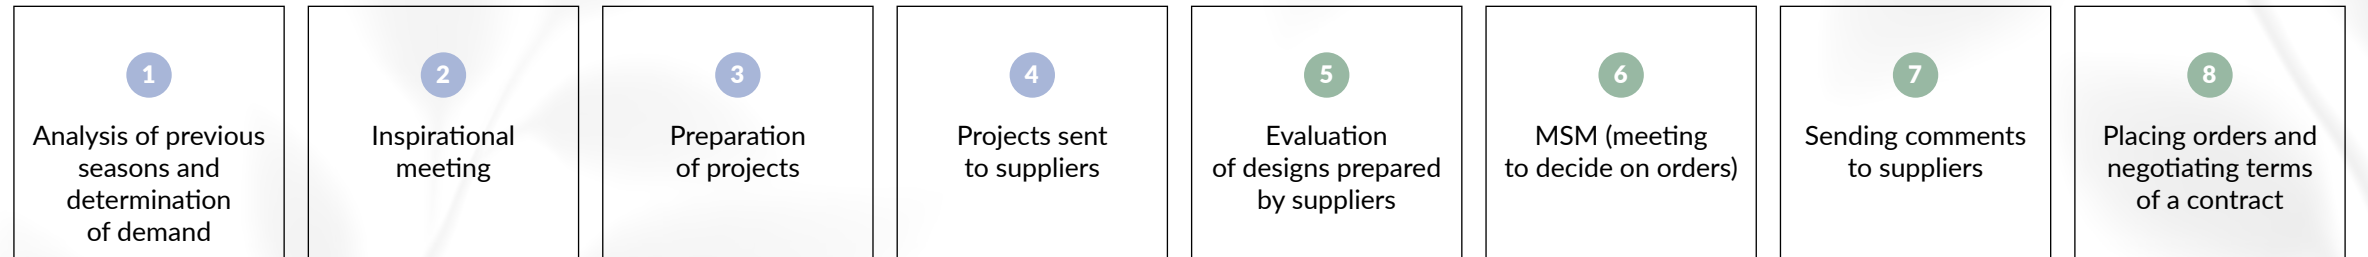 1
Analysis of previous
seasons and
determination
of demand
2
Inspirational
meeting
3
Preparation
of projects
4
Projects sent
to suppliers
5
Evaluation
of designs prepared
by suppliers
6
MSM (meeting
to decide on orders)
7
Sending comments
to suppliers
8
Placing orders and
negotiating terms
of a contract